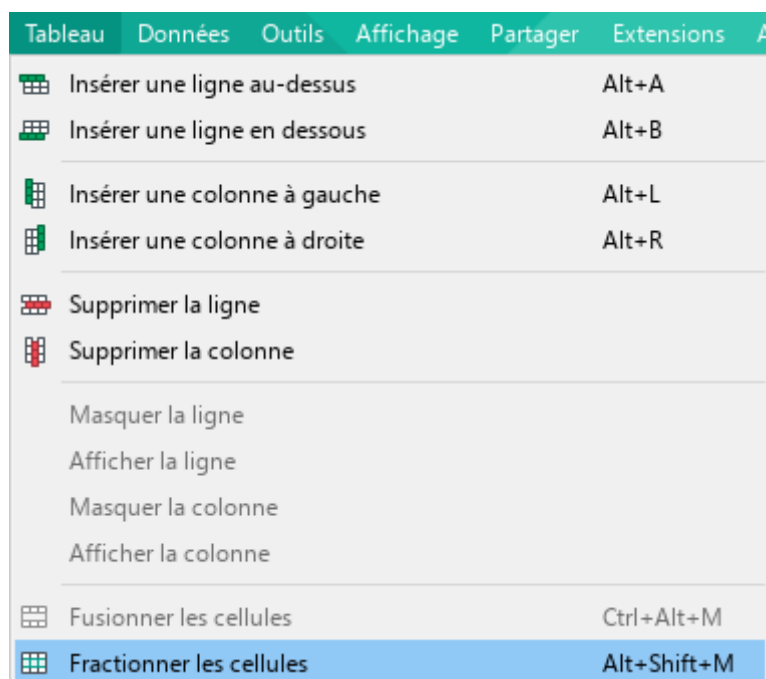 Tableau Données Outils Affichage Partager Extensions
Insérer une ligne au-dessus Alt+A
Insérer une ligne en dessous Alt+B
Insérer une colonne à gauche Alt+L
Insérer une colonne à droite Alt+R
Supprimer la ligne
Supprimer la colonne
Masquer la ligne
Afficher la ligne
Masquer la colonne
Afficher la colonne
Fusionner les cellules Ctrl+Alt+M
Fractionner les cellules Alt+Shift+M